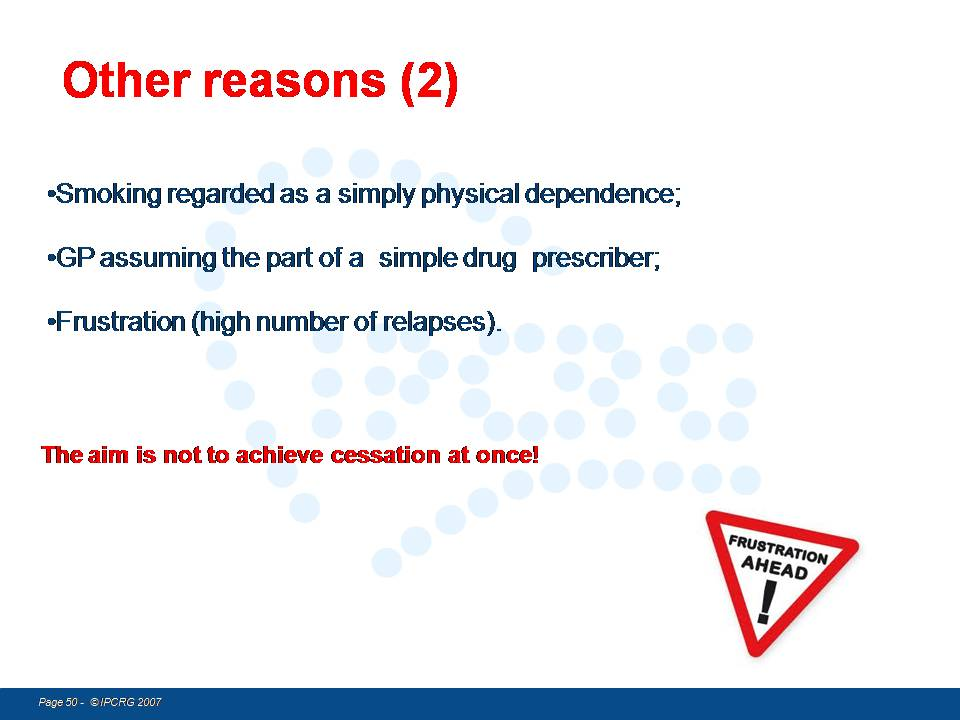 Other reasons (2)
•Smoking regarded as a simply physical dependence;
•GP assuming the part of a simple drug prescriber;
•Frustration (high number of relapses).
IPCRG
The aim is not to achieve cessation at once!
FRUSTRATION
AHEAD
!
Page 50 - © IPCRG 2007